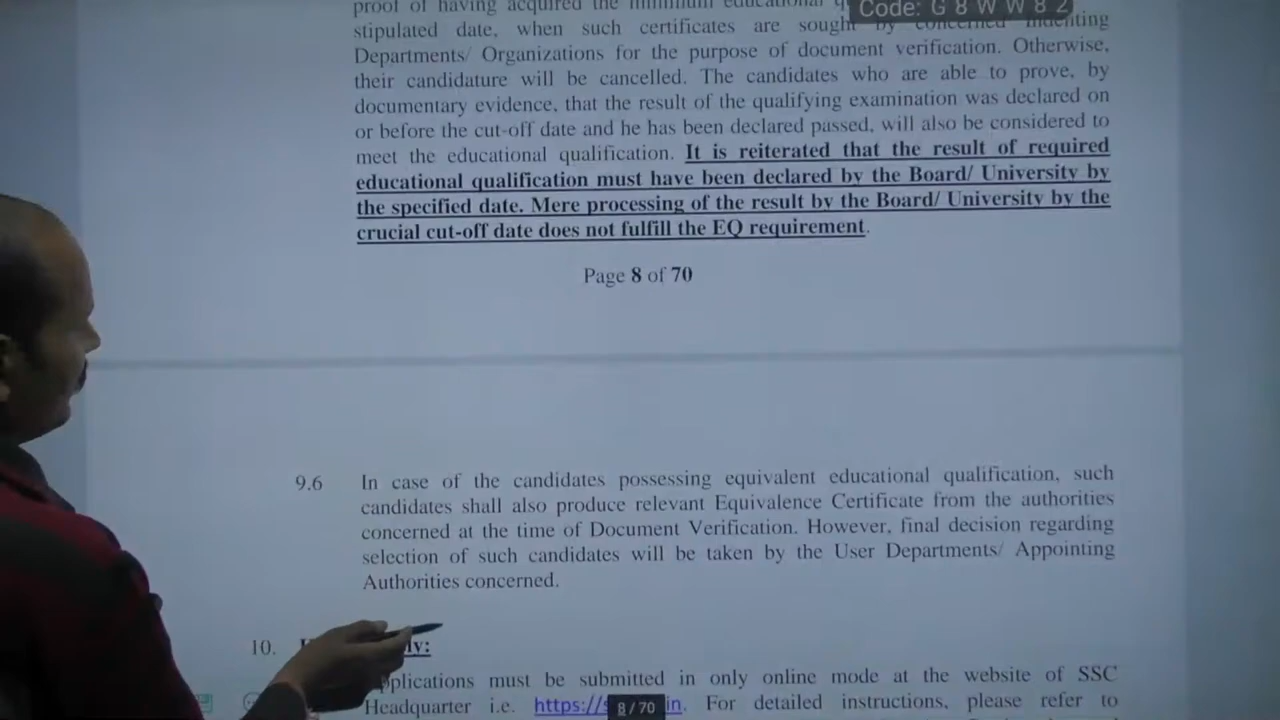 proof of having acquired the minimum educational
Code: G 8 W W 8 2
stipulated date, when such certificates are sought by concerned Indenting
Departments/ Organizations for the purpose of document verification. Otherwise,
their candidature will be cancelled. The candidates who are able to prove, by
documentary evidence, that the result of the qualifying examination was declared on
or before the cut-off date and he has been declared passed, will also be considered to
meet the educational qualification. It is reiterated that the result of required
educational qualification must have been declared by the Board/ University by
the specified date. Mere processing of the result by the Board/ University by the
crucial cut-off date does not fulfill the EQ requirement.
Page 8 of 70
9.6 In case of the candidates possessing equivalent educational qualification, such
candidates shall also produce relevant Equivalence Certificate from the authorities
concerned at the time of Document Verification. However, final decision regarding
selection of such candidates will be taken by the User Departments/ Appointing
Authorities concerned.
10.
Applications must be submitted in only online mode at the website of SSC
Headquarter i.e. https:// in. For detailed instructions, please refer to
8 / 70